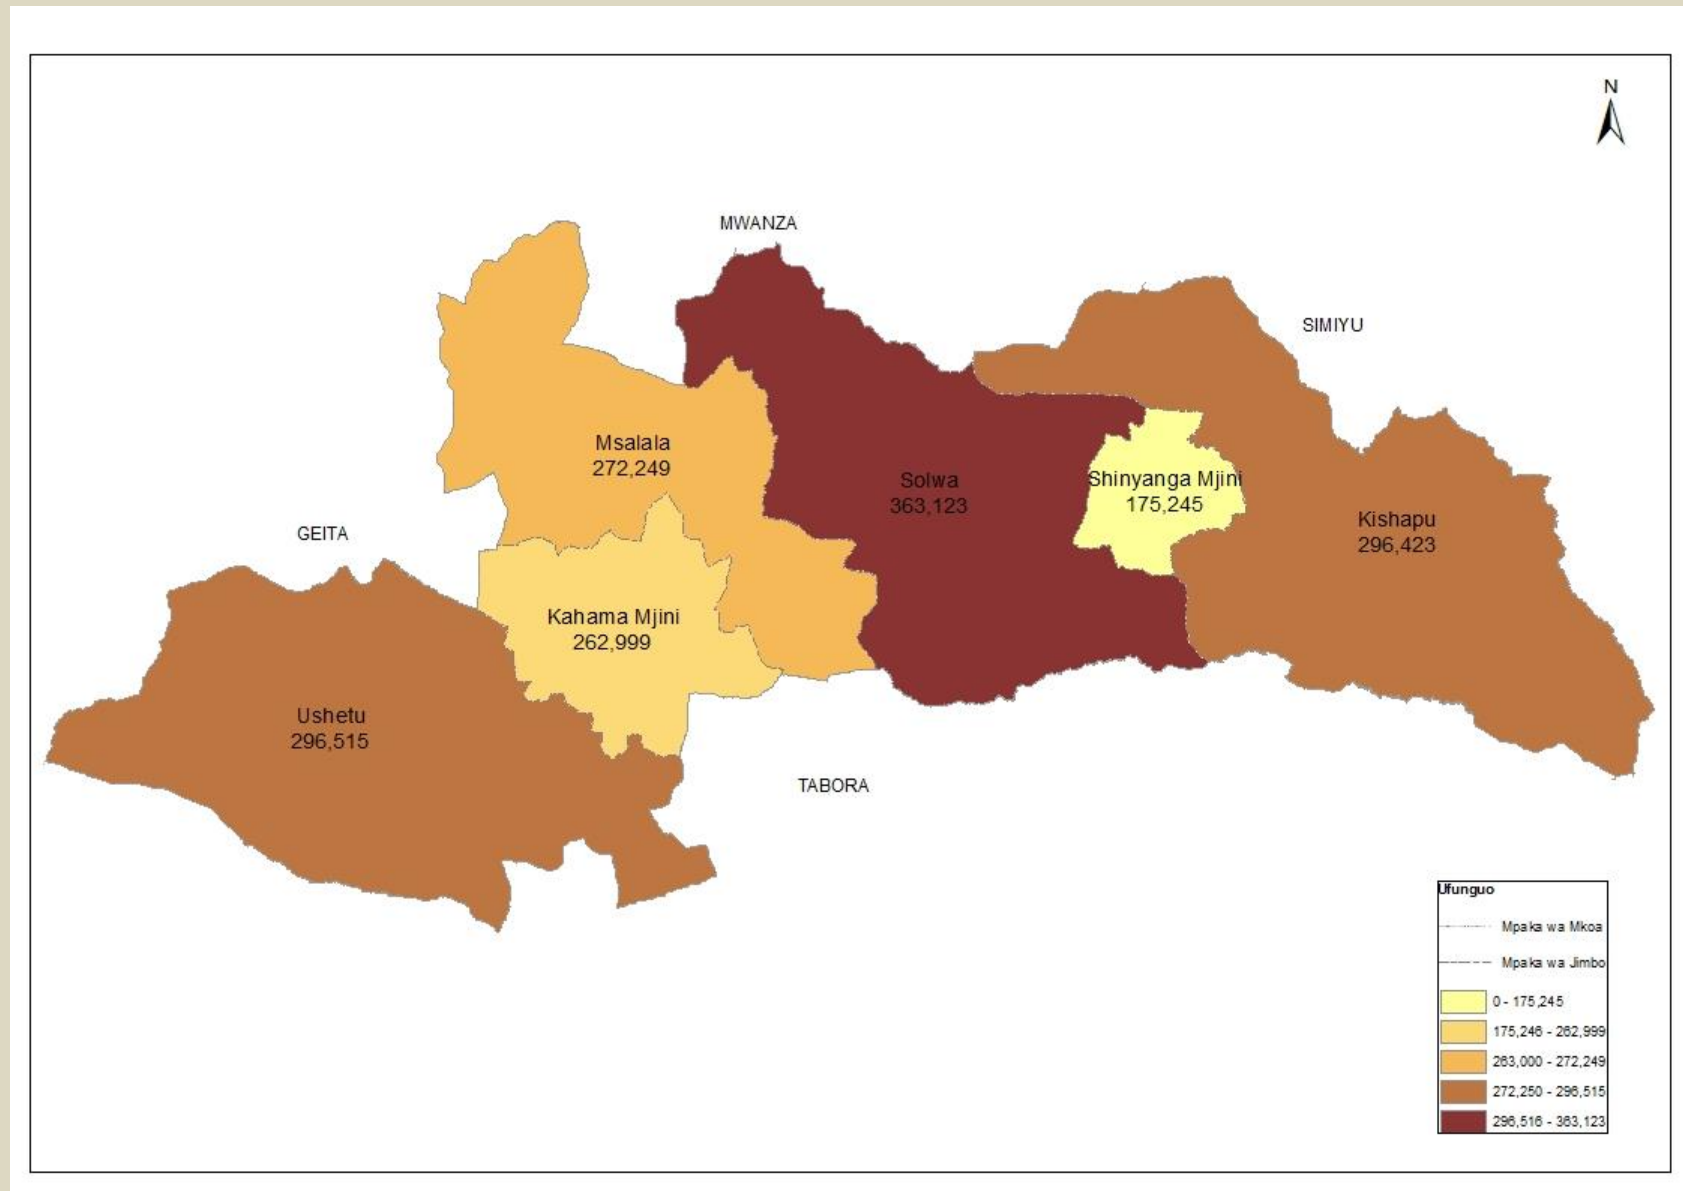 N
MWANZA
SIMIYU
Msalala
272,249
Solwa
363,123
Shinyanga Mjini
175,245
Kishapu
296,423
GEITA
Kahama Mjini
262,999
Ushetu
296,515
TABORA
Ufunguo
Mpaka wa Mkoa
Mpaka wa Jimbo
0 - 175,245
175,246 - 262,999
263,000 - 272,249
272,250 - 296,515
296,516 - 363,123